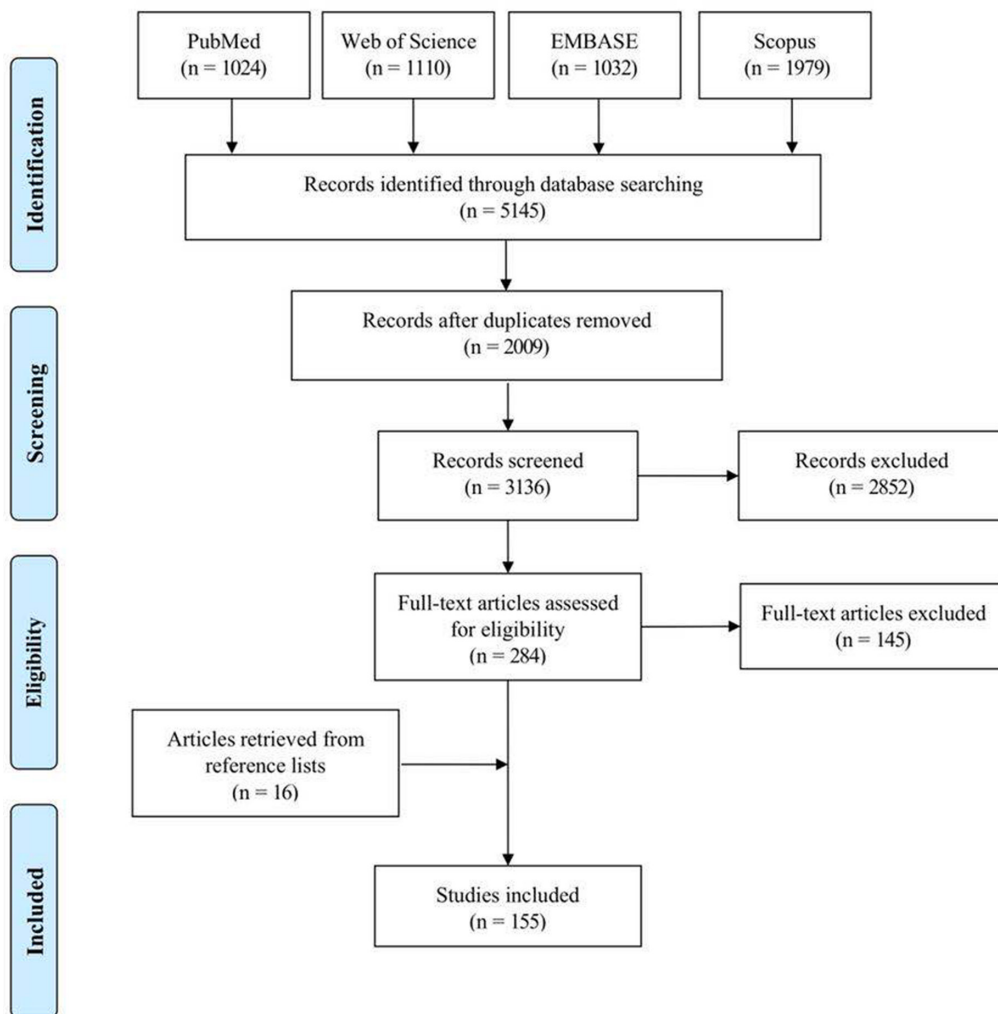 PubMed
(n = 1024)
Web of Science
(n = 1110)
EMBASE
(n = 1032)
Scopus
(n = 1979)
Identification
Records identified through database searching
(n = 5145)
Records after duplicates removed
(n = 2009)
Screening
Records screened
(n = 3136)
Records excluded
(n = 2852)
Eligibility
Full-text articles assessed
for eligibility
(n = 284)
Full-text articles excluded
(n = 145)
Articles retrieved from
reference lists
(n = 16)
Included
Studies included
(n = 155)